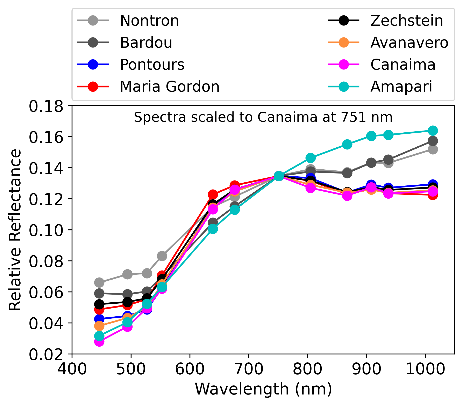 Nontron
Bardou
Pontours
Maria Gordon
Zechstein
Avanavero
Canaima
Amapari
Spectra scaled to Canaima at 751 nm
Relative Reflectance
0.18
0.16
0.14
0.12
0.10
0.08
0.06
0.04
0.02
400 500 600 700 800 900 1000
Wavelength (nm)